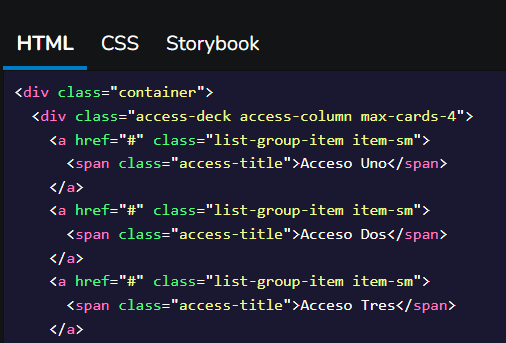 HTML CSS Storybook
<div class="container">
<div class="access-deck access-column max-cards-4">
<a href="#" class="list-group-item item-sm">
<span class="access-title">Acceso Uno</span>
</a>
<a href="#" class="list-group-item item-sm">
<span class="access-title">Acceso Dos</span>
</a>
<a href="#" class="list-group-item item-sm">
<span class="access-title">Acceso Tres</span>
</a>